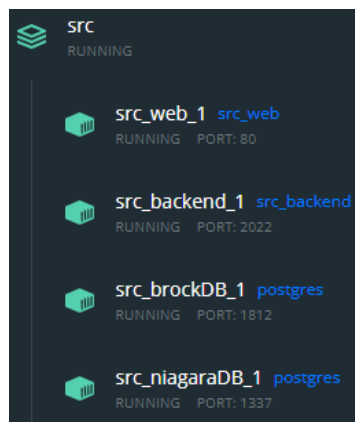 src
RUNNING
src_web_1 src_web
RUNNING PORT: 80
src_backend_1 src_backend
RUNNING PORT: 2022
src_brockDB_1 postgres
RUNNING PORT: 1812
src_niagaraDB_1 postgres
RUNNING PORT: 1337